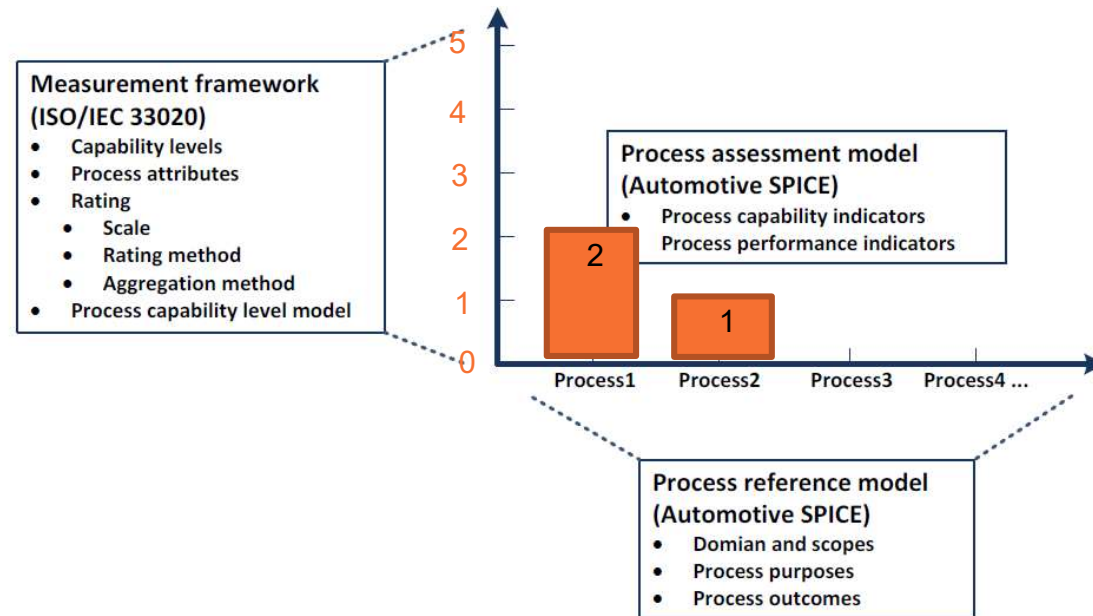 Measurement framework
(ISO/IEC 33020)
• Capability levels
• Process attributes
• Rating
• Scale
• Rating method
• Aggregation method
• Process capability level model
5
4
3
2
1
0
Process assessment model
(Automotive SPICE)
• Process capability indicators
Process performance indicators
2
1
Process1
Process2
Process3
Process4 ...
Process reference model
(Automotive SPICE)
• Domian and scopes
• Process purposes
• Process outcomes